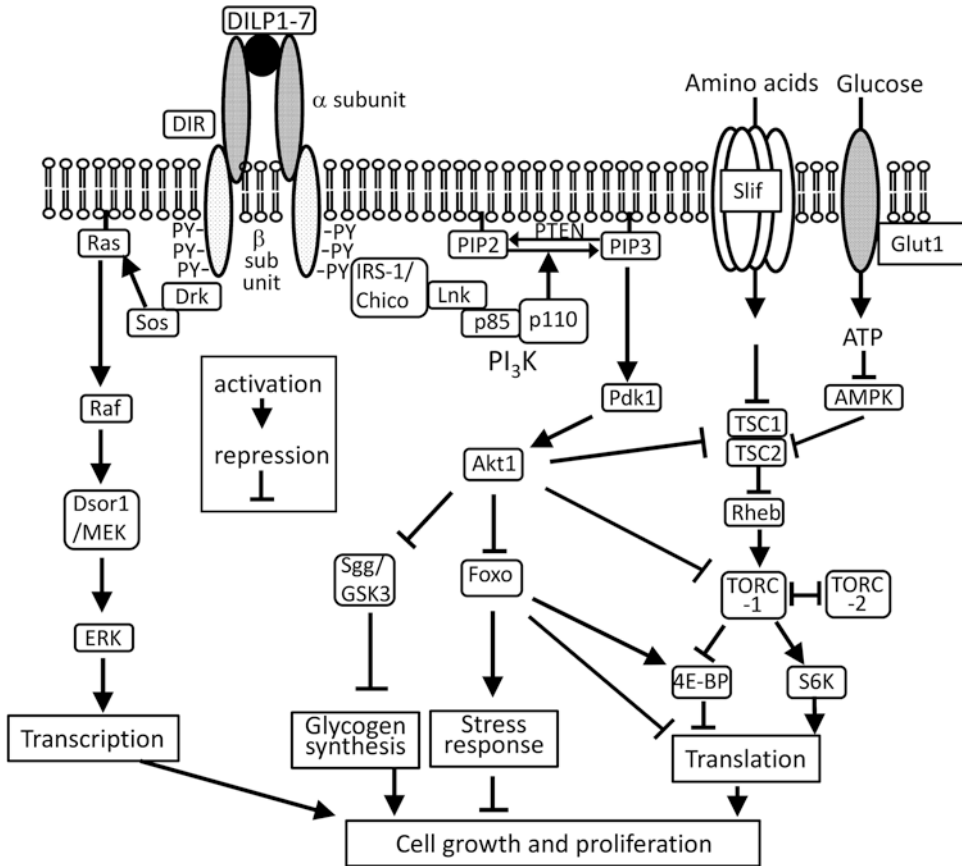 DILP1-7
α subunit
DIR
Amino acids
Glucose
Slif
Glut1
Ras
PY-
PY-
PY-
β
sub
unit
-PY
-PY
-PY
PIP2
PTEN
PIP3
Drk
Sos
IRS-1/
Chico
Lnk
p85
p110
PI3K
ATP
activation
repression
Raf
Pdk1
AMPK
TSC1
TSC2
Akt1
Dsor1
/MEK
Rheb
Sgg/
GSK3
Foxo
TORC
-1
TORC
-2
ERK
4E-BP
S6K
Transcription
Glycogen
synthesis
Stress
response
Translation
Cell growth and proliferation